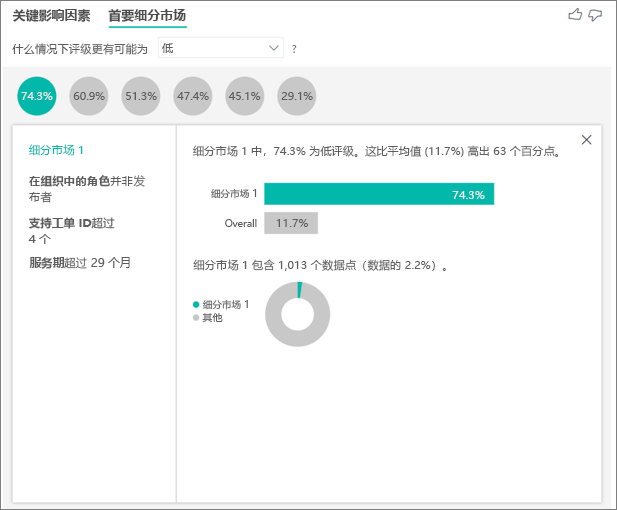 关键影响因素 首要细分市场
什么情况下评级更有可能为 低 ?
74.3% 60.9% 51.3% 47.4% 45.1% 29.1%
细分市场 1
在组织中的角色并非发
布者
支持工单 ID超过
4 个
服务期超过 29 个月
细分市场 1 中，74.3% 为低评级。这比平均值 (11.7%) 高出 63 个百分点。
细分市场 1 74.3%
Overall 11.7%
细分市场 1 包含 1,013 个数据点（数据的 2.2%）。
细分市场 1
其他